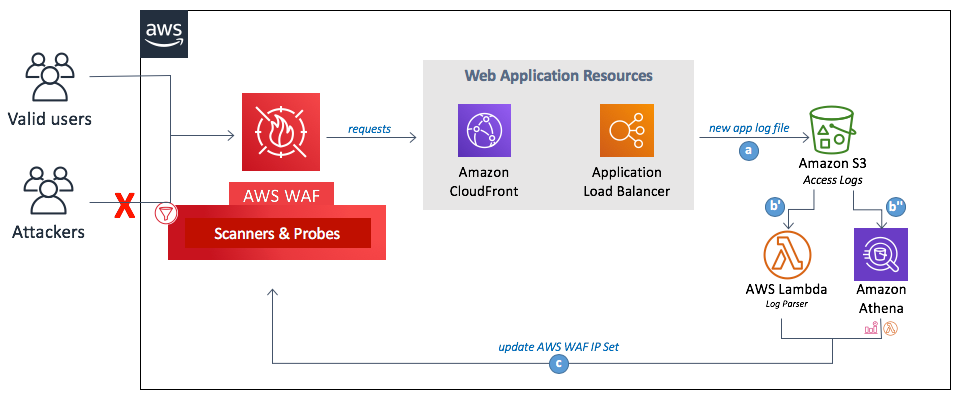 aws
Valid users
Attackers
X
AWS WAF
Scanners & Probes
requests
Web Application Resources
Amazon
CloudFront
Application
Load Balancer
new app log file
a
Amazon S3
Access Logs
b'
b"
AWS Lambda
Log Parser
Amazon
Athena
update AWS WAF IP Set
c